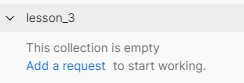 lesson_3
This collection is empty
Add a request to start working.